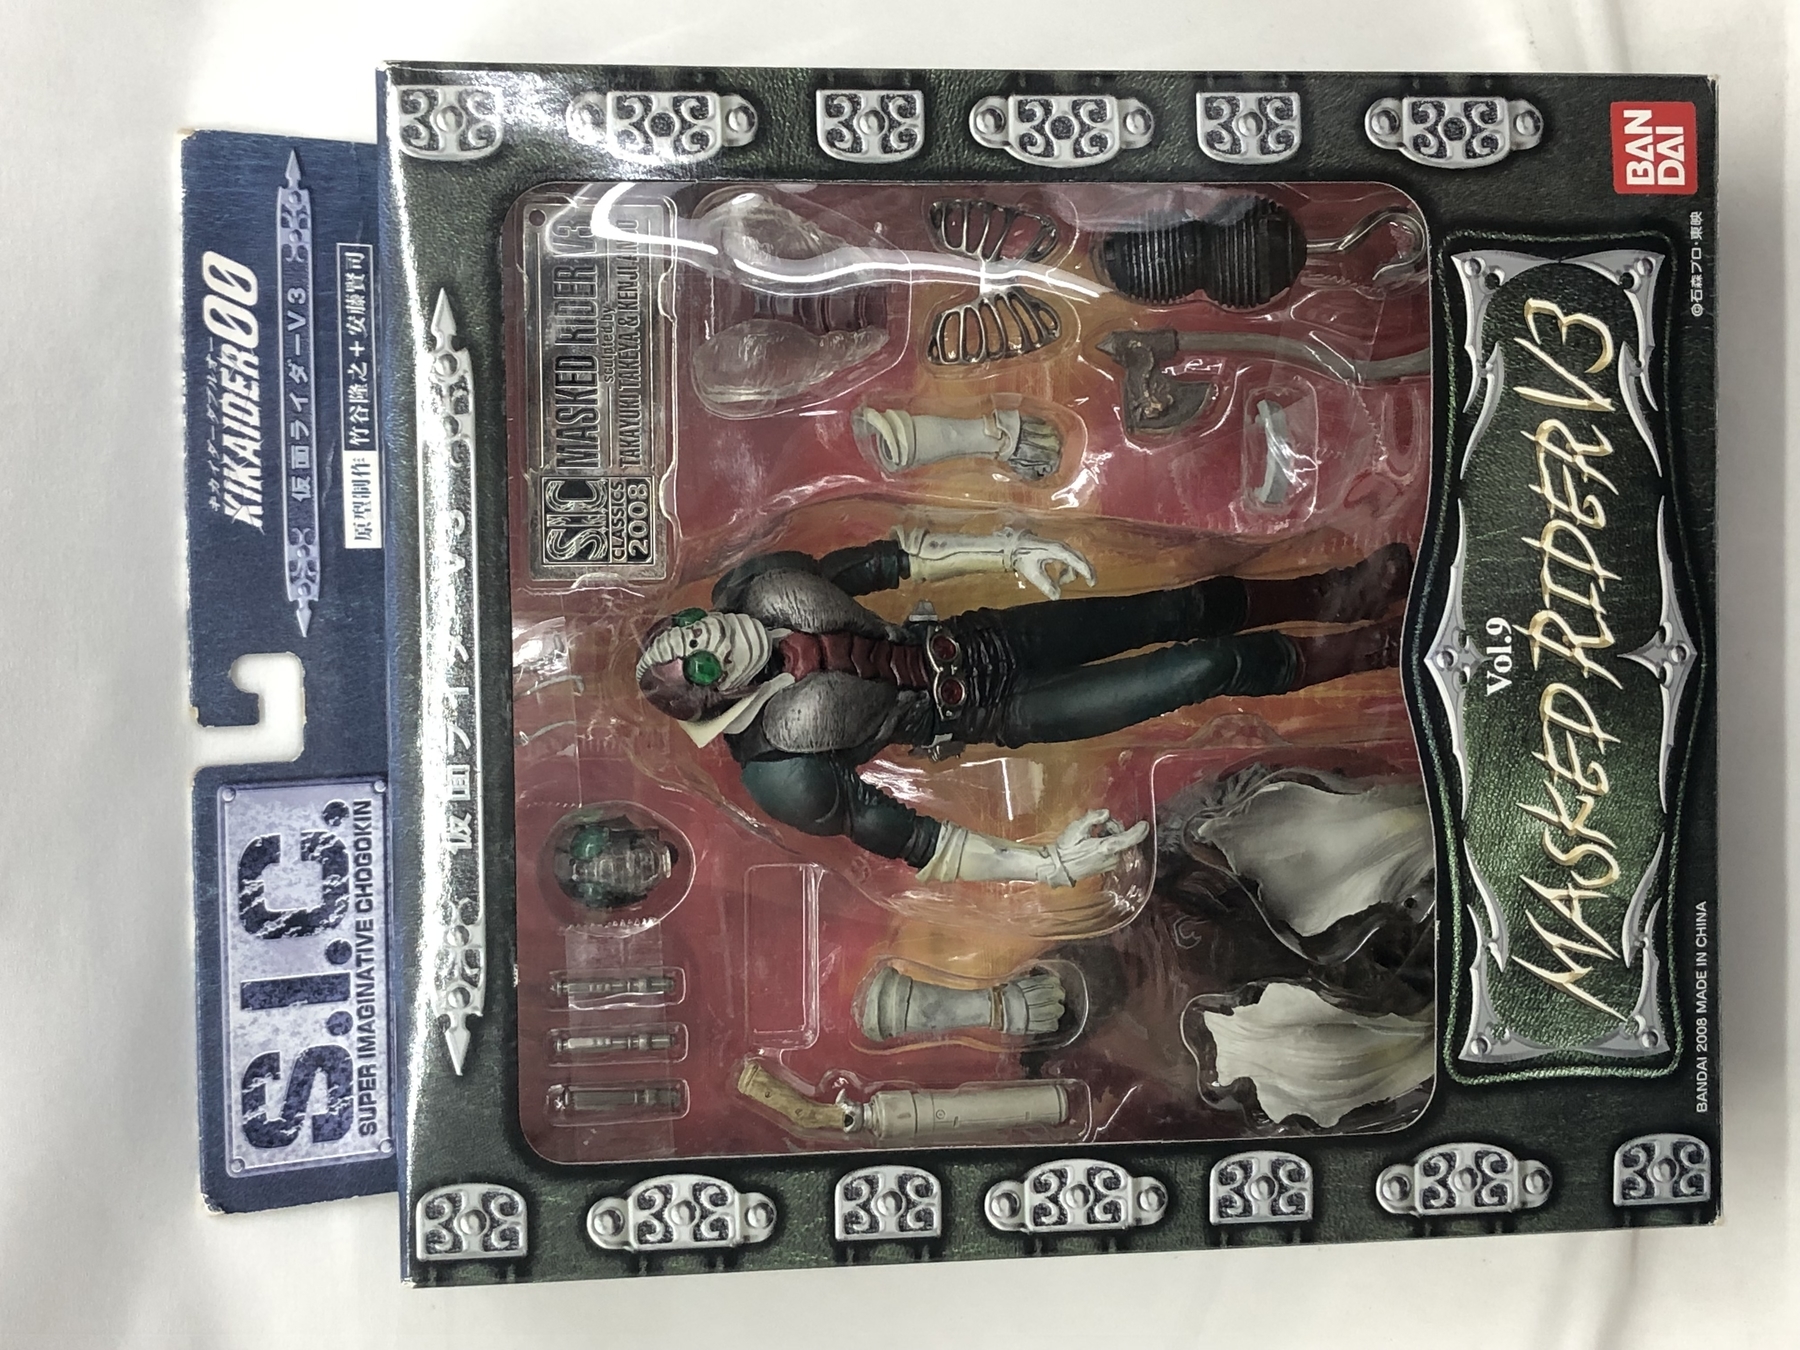 S.I.C.
SUPER IMAGINATIVE CHOGOKIN
キカイダーダブルオー
KIKAIDER00
仮面ライダーV3
原型制作 竹谷隆之+安藤賢司
仮面ライダーV3
SIC
CLASSICS
2008
MASKED RIDER V3
Sculpted by
TAKAYUKI TAKEYA & KENJI ANDO
Vol.9
MASKED RIDER V3
BAN
DAI
BANDAI 2008 MADE IN CHINA
©石森プロ・東映